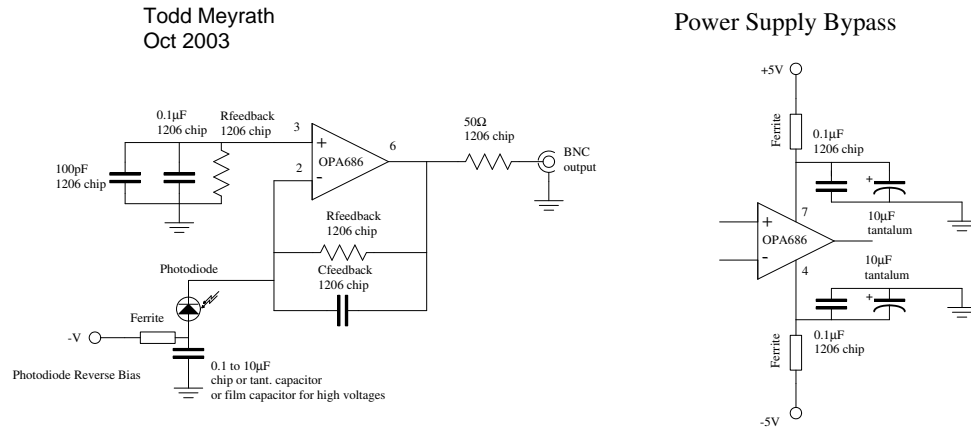 Todd Meyrath
Oct 2003
Power Supply Bypass
0.1µF
1206 chip
Rfeedback
1206 chip
100pF
1206 chip
3
2
+
-
OPA686
6
50Ω
1206 chip
BNC
output
Rfeedback
1206 chip
Cfeedback
1206 chip
Photodiode
Ferrite
-V
Photodiode Reverse Bias
0.1 to 10µF
chip or tant. capacitor
or film capacitor for high voltages
+5V
Ferrite
0.1µF
1206 chip
+
10µF
tantalum
7
+
-
OPA686
4
10µF
tantalum
+
0.1µF
1206 chip
Ferrite
-5V